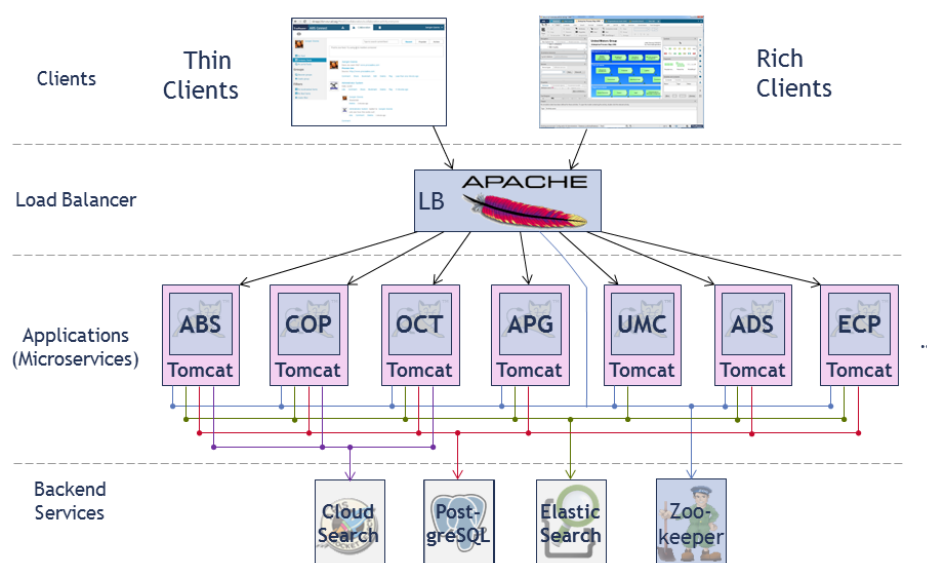 Clients
Thin
Clients
Rich
Clients
Load Balancer
LB
APACHE
Applications
(Microservices)
ABS
COP
OCT
APG
UMC
ADS
ECP
Tomcat
Tomcat
Tomcat
Tomcat
Tomcat
Tomcat
Tomcat
..
Backend
Services
Cloud
Search
Post-
greSQL
Elastic
Search
Zoo-
keeper